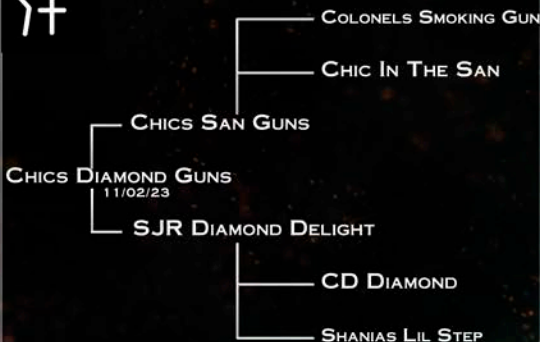 Colonels Smoking Gun
Chic In The San
Chics San Guns
Chics Diamond Guns
11/02/23
SJR Diamond Delight
CD Diamond
Shanias Lil Step